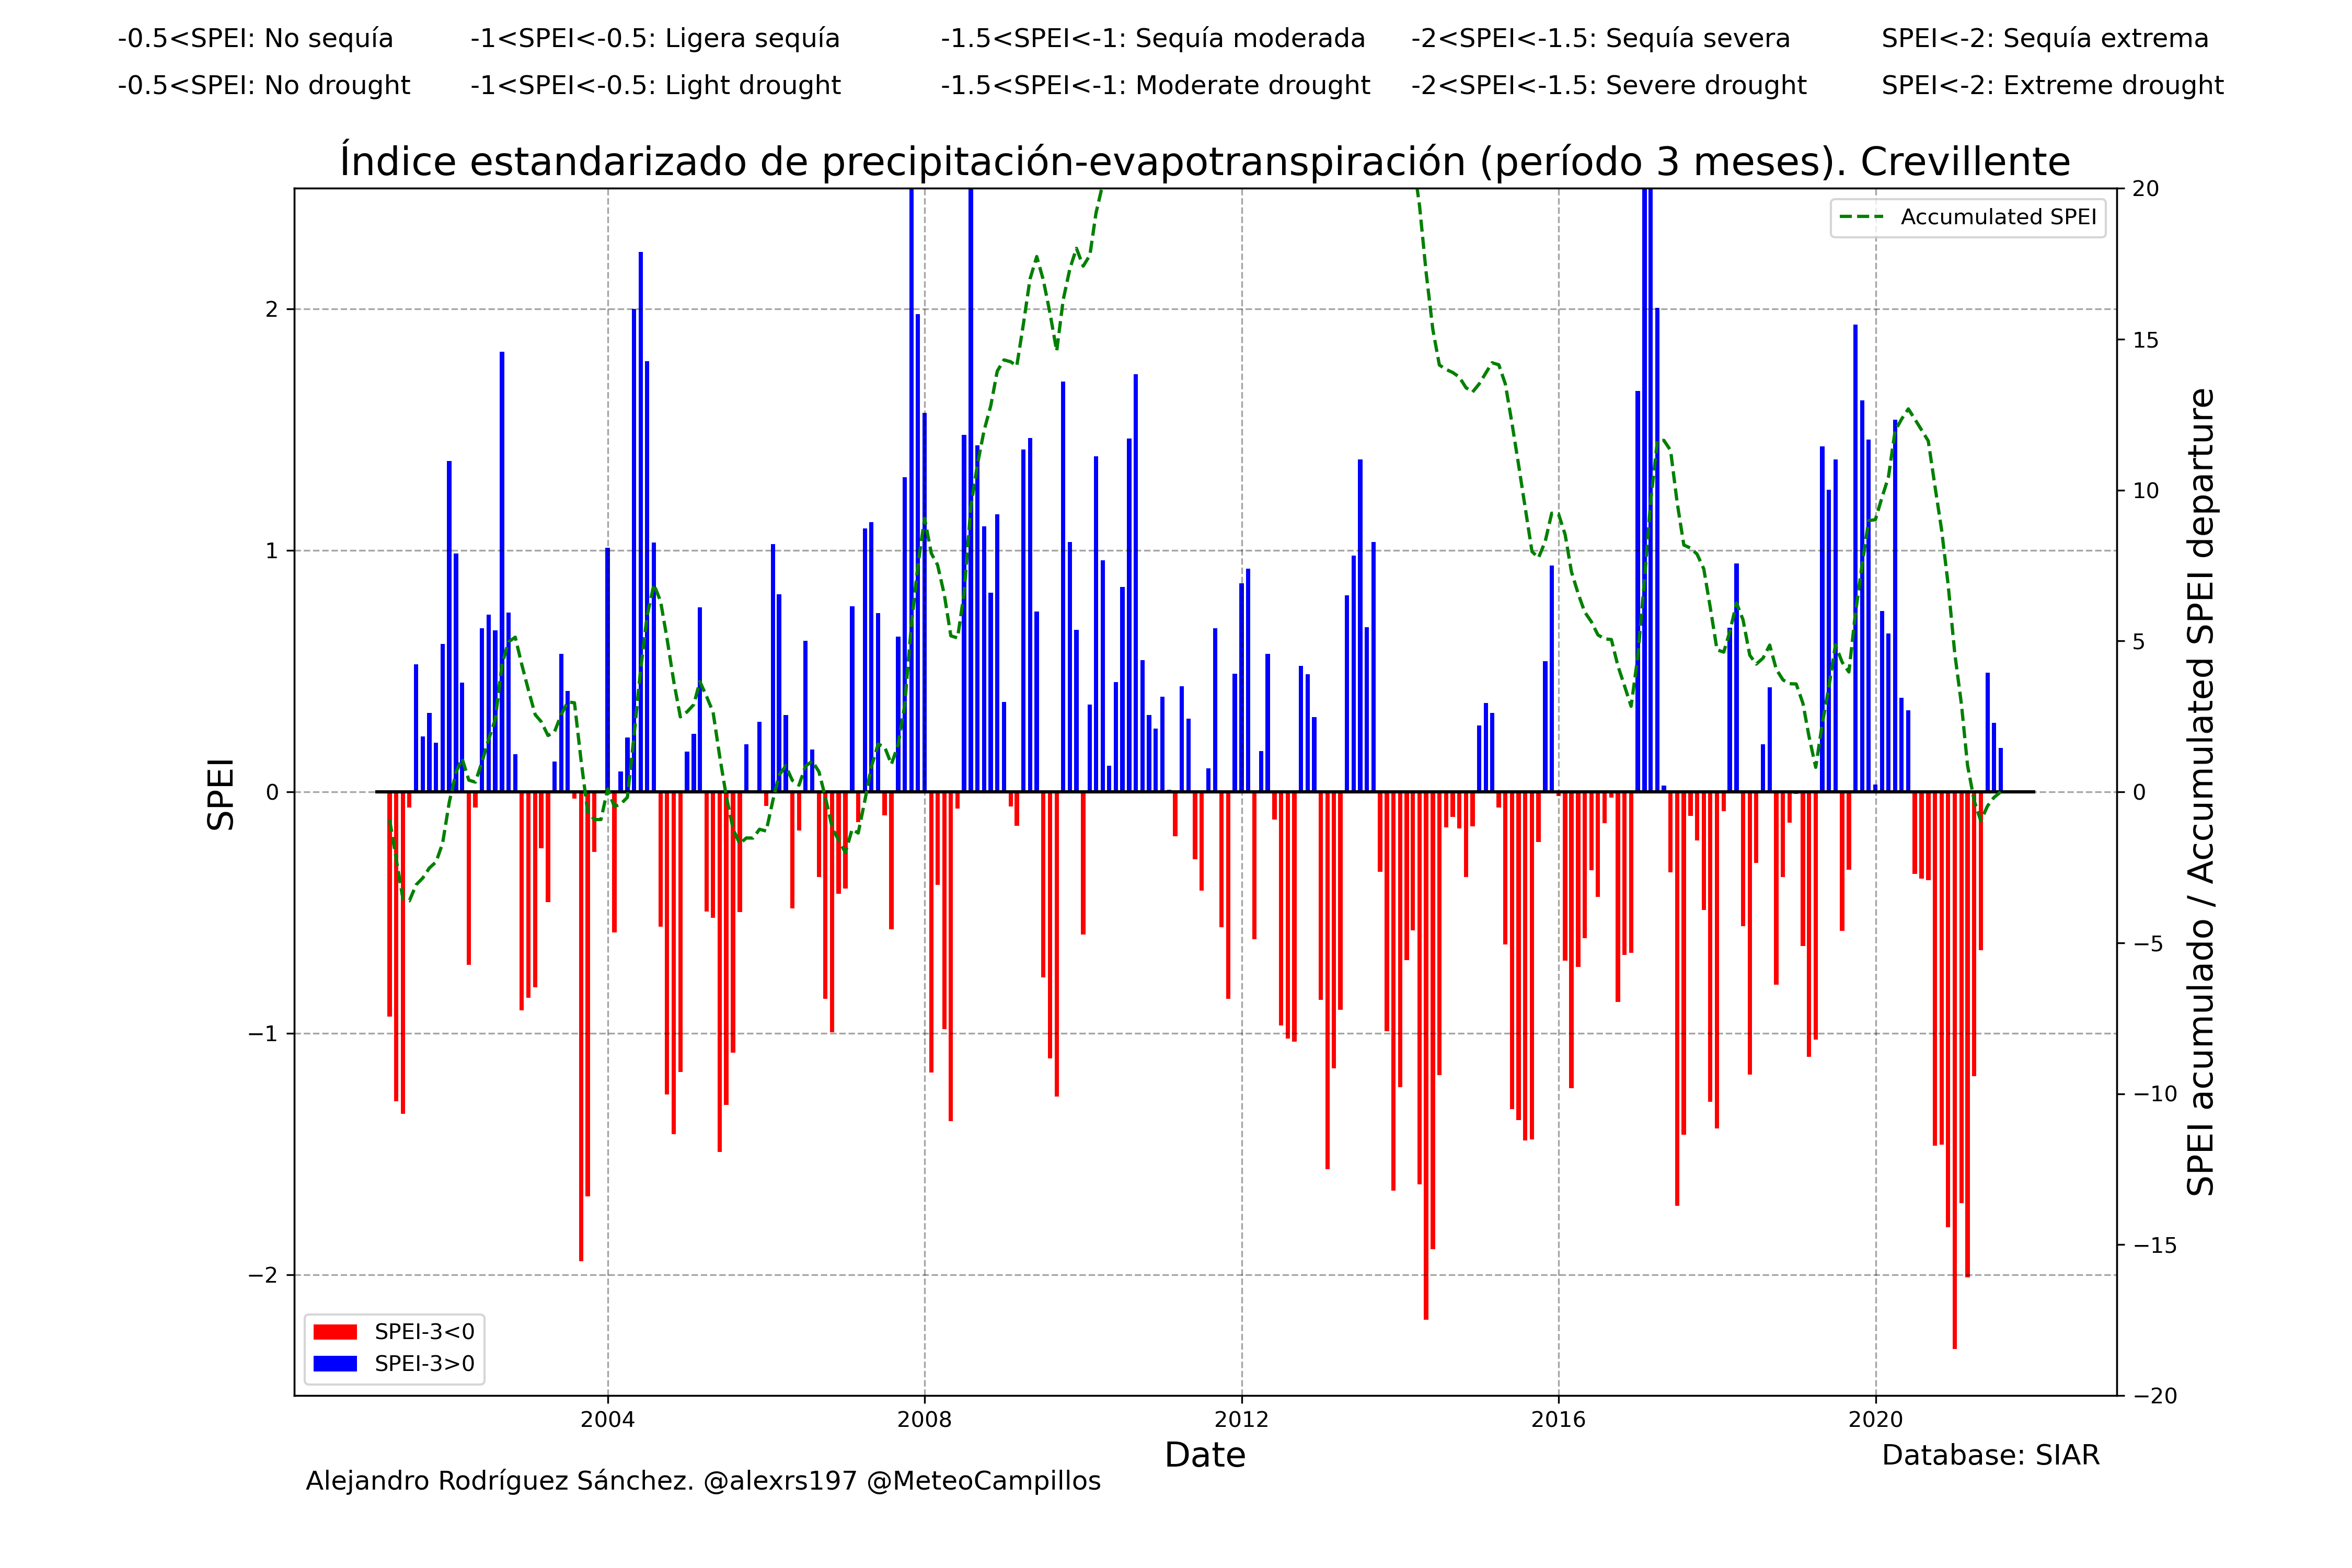 -0.5<SPEI: No sequía -1<SPEI<-0.5: Ligera sequía -1.5<SPEI<-1: Sequía moderada -2<SPEI<-1.5: Sequía severa SPEI<-2: Sequía extrema
-0.5<SPEI: No drought -1<SPEI<-0.5: Light drought -1.5<SPEI<-1: Moderate drought -2<SPEI<-1.5: Severe drought SPEI<-2: Extreme drought
Índice estandarizado de precipitación-evapotranspiración (período 3 meses). Crevillente
Accumulated SPEI
SPEI
2
1
0
−1
−2
20
15
10
5
0
−5
−10
−15
−20
SPEI acumulado / Accumulated SPEI departure
SPEI-3<0
SPEI-3>0
2004 2008 2012 2016 2020
Date
Database: SIAR
Alejandro Rodríguez Sánchez. @alexrs197 @MeteoCampillos